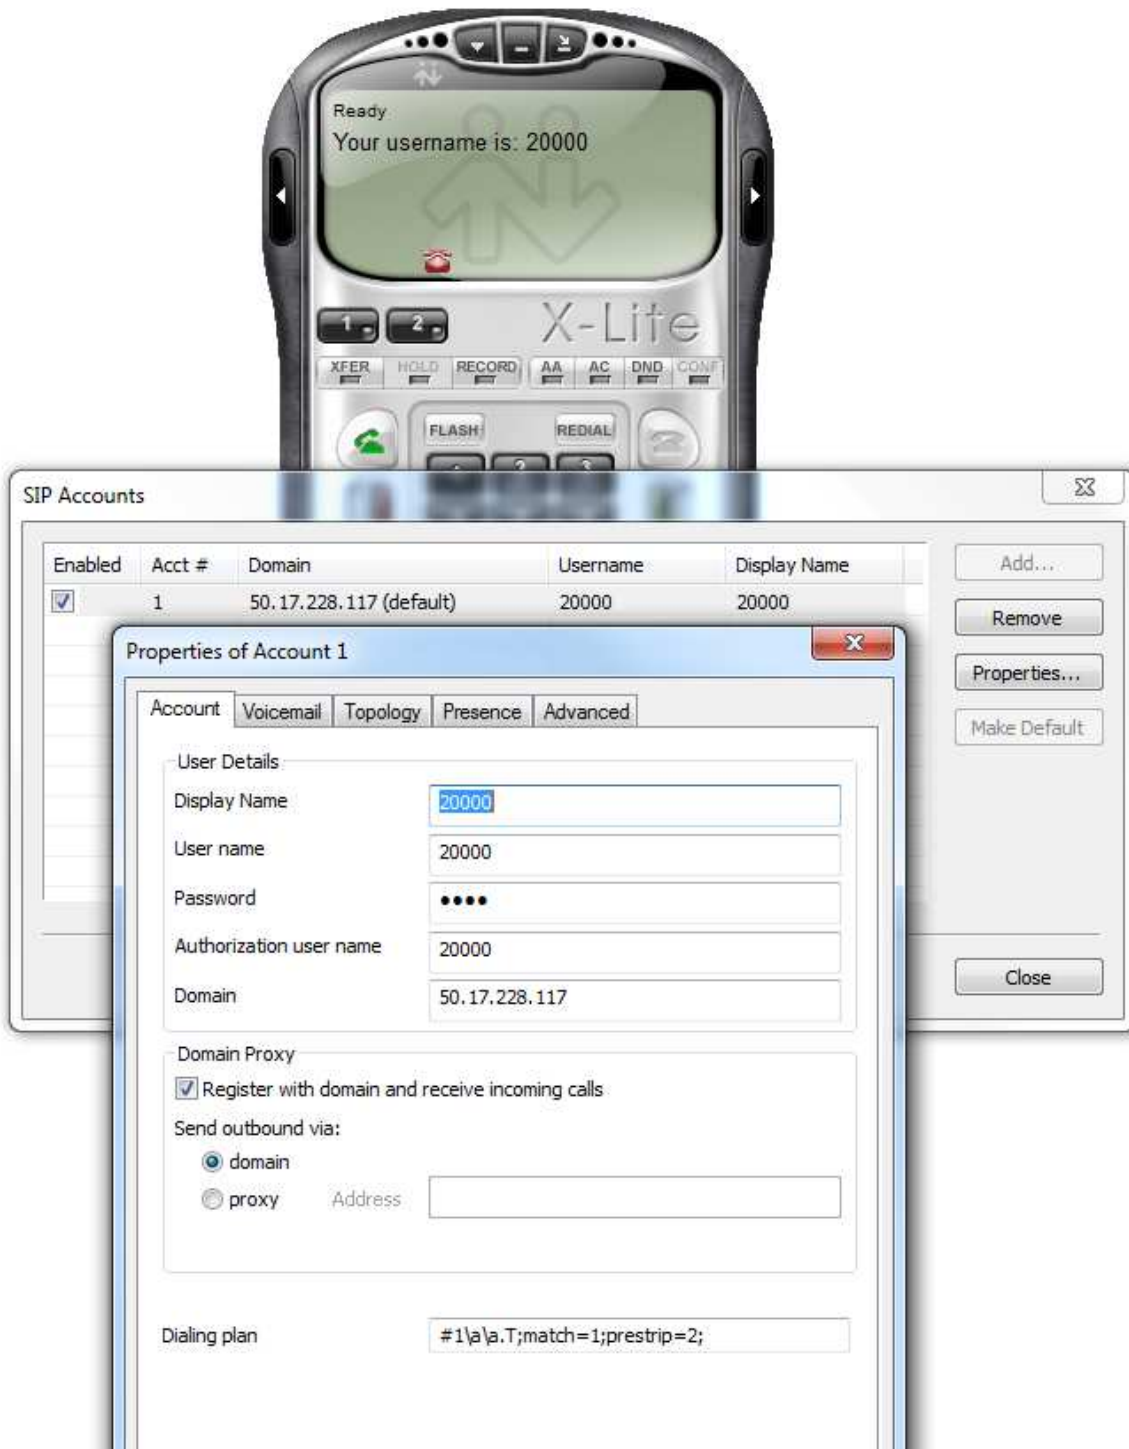 Ready
Your username is: 20000
1 2
X-Lite
XFER HOLD RECORD AA AC DND CONF
FLASH REDIAL
2 3
SIP Accounts
Enabled Acct # Domain Username Display Name
Add...
1 50.17.228.117 (default) 20000 20000
Remove
Properties of Account 1
Properties...
Account Voicemail Topology Presence Advanced
Make Default
User Details
Display Name 20000
User name 20000
Password ●●●●
Authorization user name 20000
Close
Domain 50.17.228.117
Domain Proxy
Register with domain and receive incoming calls
Send outbound via:
domain
proxy Address
Dialing plan #1\a\a.T;match=1;prestrip=2;